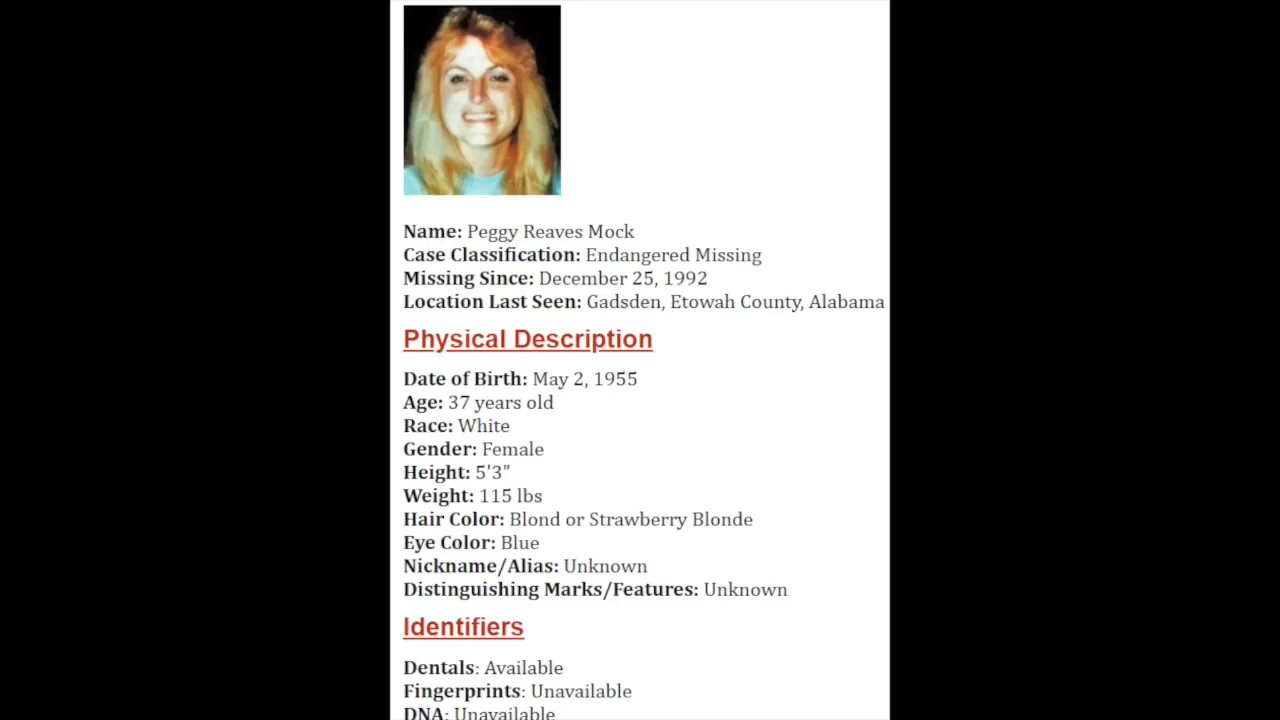 Name: Peggy Reaves Mock
Case Classification: Endangered Missing
Missing Since: December 25, 1992
Location Last Seen: Gadsden, Etowah County, Alabama
Physical Description
Date of Birth: May 2, 1955
Age: 37 years old
Race: White
Gender: Female
Height: 5'3"
Weight: 115 lbs
Hair Color: Blond or Strawberry Blonde
Eye Color: Blue
Nickname/Alias: Unknown
Distinguishing Marks/Features: Unknown
Identifiers
Dentals: Available
Fingerprints: Unavailable
DNA: Unavailable